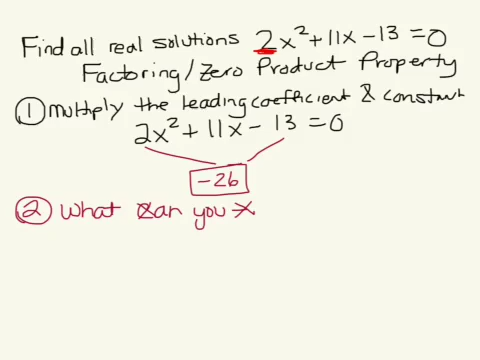 Find all real solutions 2x² + 11x - 13 = 0
Factoring/Zero Product Property
① Multiply the leading coefficient & constant
2x² + 11x - 13 = 0
-26
② What can you x